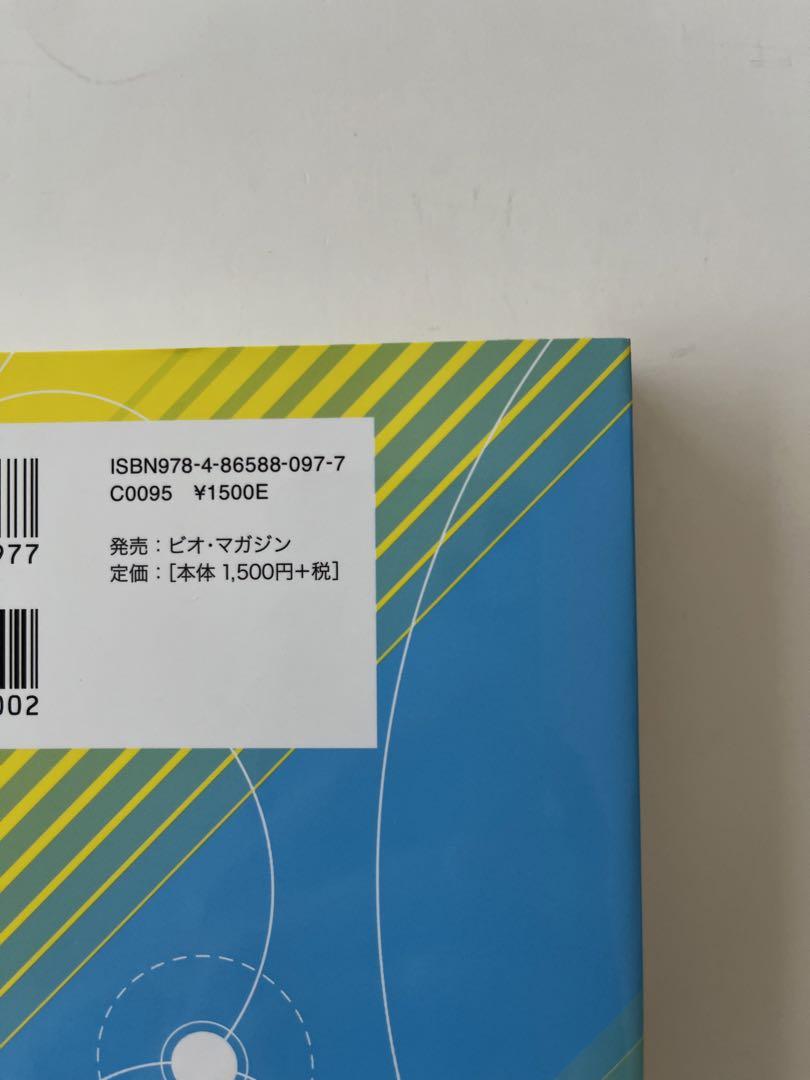 ISBN978-4-86588-097-7
C0095 ¥1500E
発売：ビオ・マガジン
定価：[本体 1,500円+税]
977
002